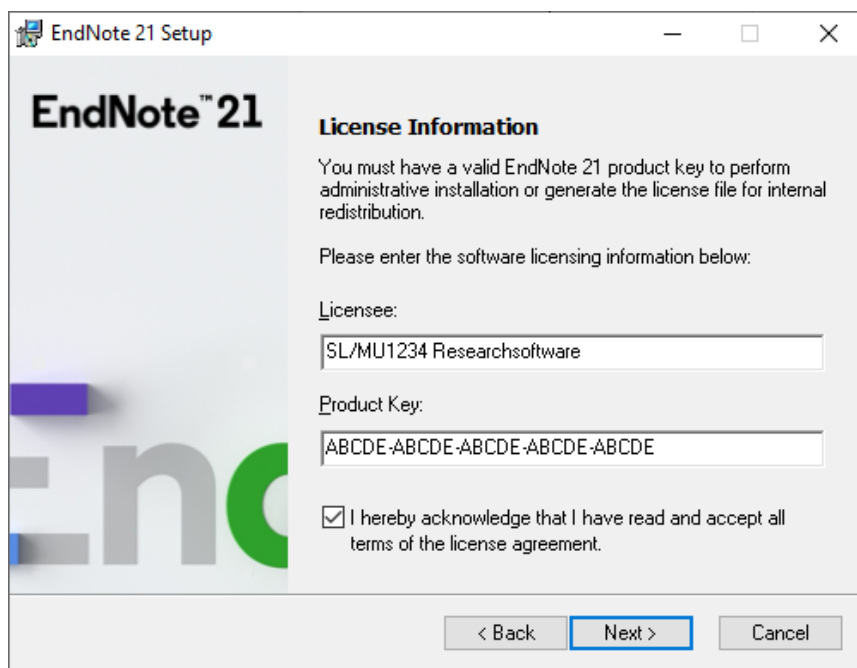 EndNote 21 Setup
EndNote™ 21
License Information
You must have a valid EndNote 21 product key to perform
administrative installation or generate the license file for internal
redistribution.
Please enter the software licensing information below:
Licensee:
SL/MU1234 Researchsoftware
Product Key:
ABCDE-ABCDE-ABCDE-ABCDE-ABCDE
I hereby acknowledge that I have read and accept all
terms of the license agreement.
End
< Back
Next >
Cancel